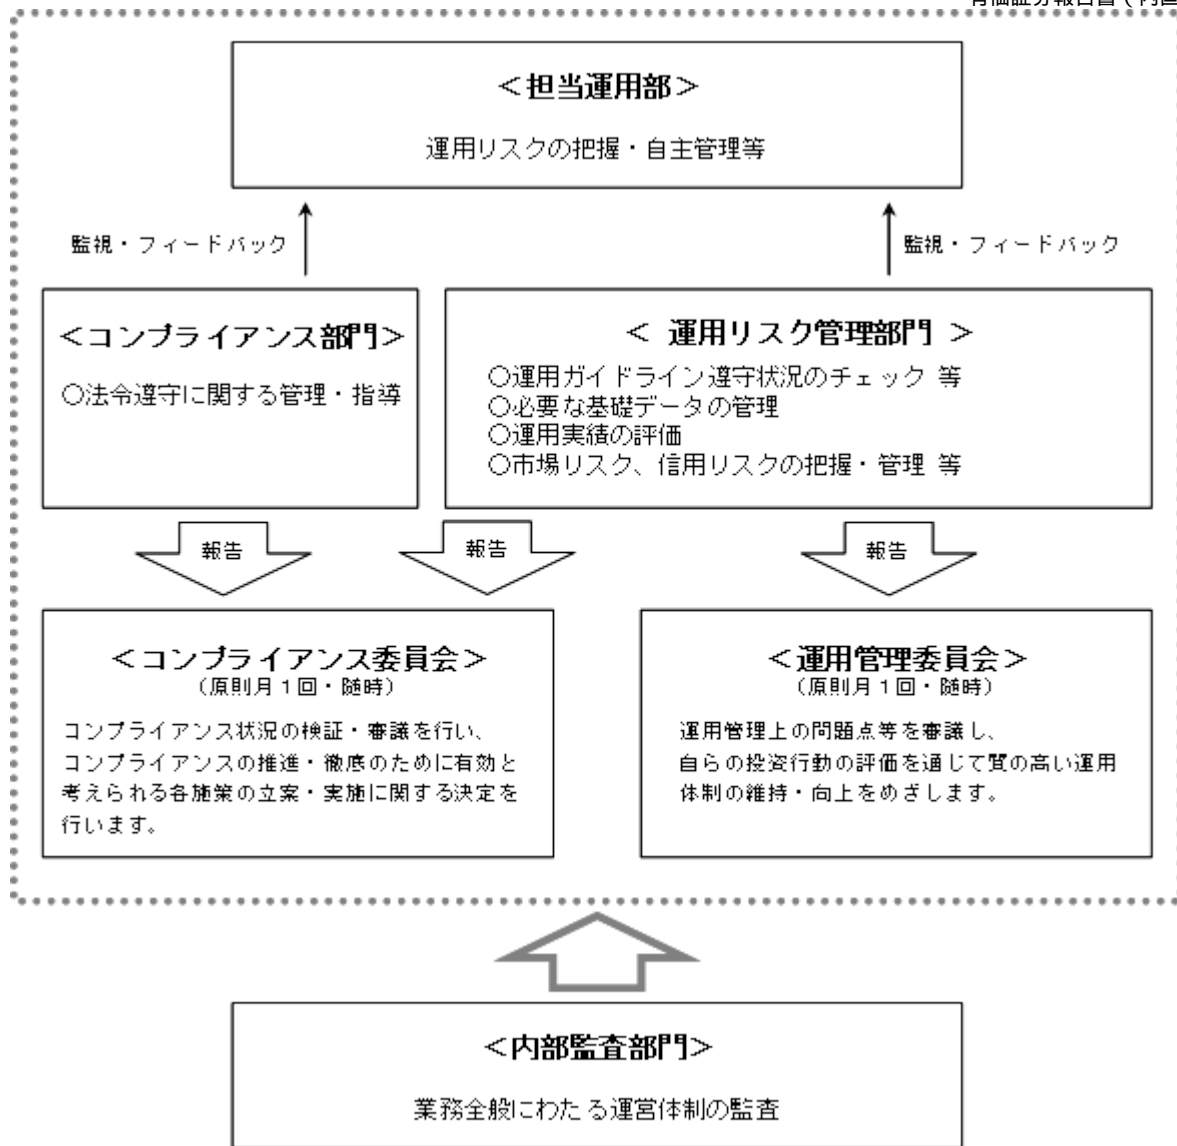 ＜担当運用部＞
運用リスクの把握・自主管理等
監視・フィードバック
監視・フィードバック
＜コンプライアンス部門＞
○法令遵守に関する管理・指導
＜ 運用リスク管理部門 ＞
○運用ガイドライン遵守状況のチェック 等
○必要な基礎データの管理
○運用実績の評価
○市場リスク、信用リスクの把握・管理 等
報告
報告
報告
＜コンプライアンス委員会＞
（原則月１回・随時）
コンプライアンス状況の検証・審議を行い、
コンプライアンスの推進・徹底のために有効と
考えられる各施策の立案・実施に関する決定を
行います。
＜運用管理委員会＞
（原則月１回・随時）
運用管理上の問題点等を審議し、
自らの投資行動の評価を通じて質の高い運用
体制の維持・向上をめざします。
＜内部監査部門＞
業務全般にわたる運営体制の監査